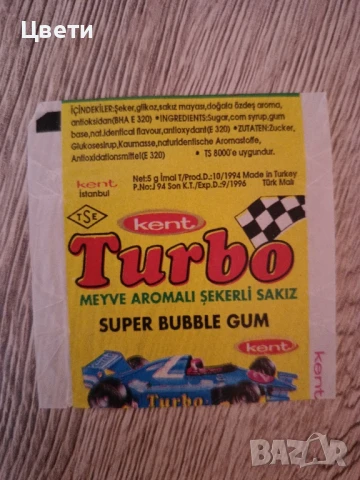 Цвети
İÇİNDEKİLER:Şeker,glikoz,sakız mayası,doğala özdeş aroma,
antioksidan(BHA E 320) •INGREDIENTS:Sugar,corn syrup,gum
base,nat.identical flavour,antioxydant(E 320) •ZUTATEN:Zucker,
Glukosesirup,Kaumasse,naturidentische Aromastoffe,
Antioxidationsmittel(E 320) • TS 8000'e uygundur.
kent
İstanbul
Net:5 g İmal T/Prod.D.:10/1994 Made in Turkey
P.No:J 94 Son K.T./Exp.D.:9/1996 Türk Malı
TSE
kent
Turbo
MEYVE AROMALI ŞEKERLİ SAKIZ
SUPER BUBBLE GUM
kent
kent
Turbo
kent
BAZAR